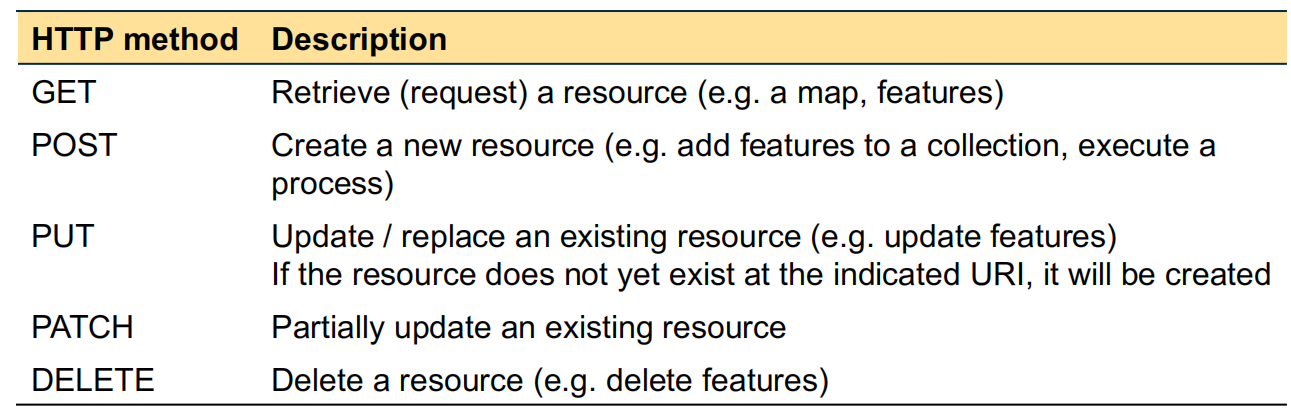 HTTP method Description
GET Retrieve (request) a resource (e.g. a map, features)
POST Create a new resource (e.g. add features to a collection, execute a
process)
PUT Update / replace an existing resource (e.g. update features)
If the resource does not yet exist at the indicated URI, it will be created
PATCH Partially update an existing resource
DELETE Delete a resource (e.g. delete features)